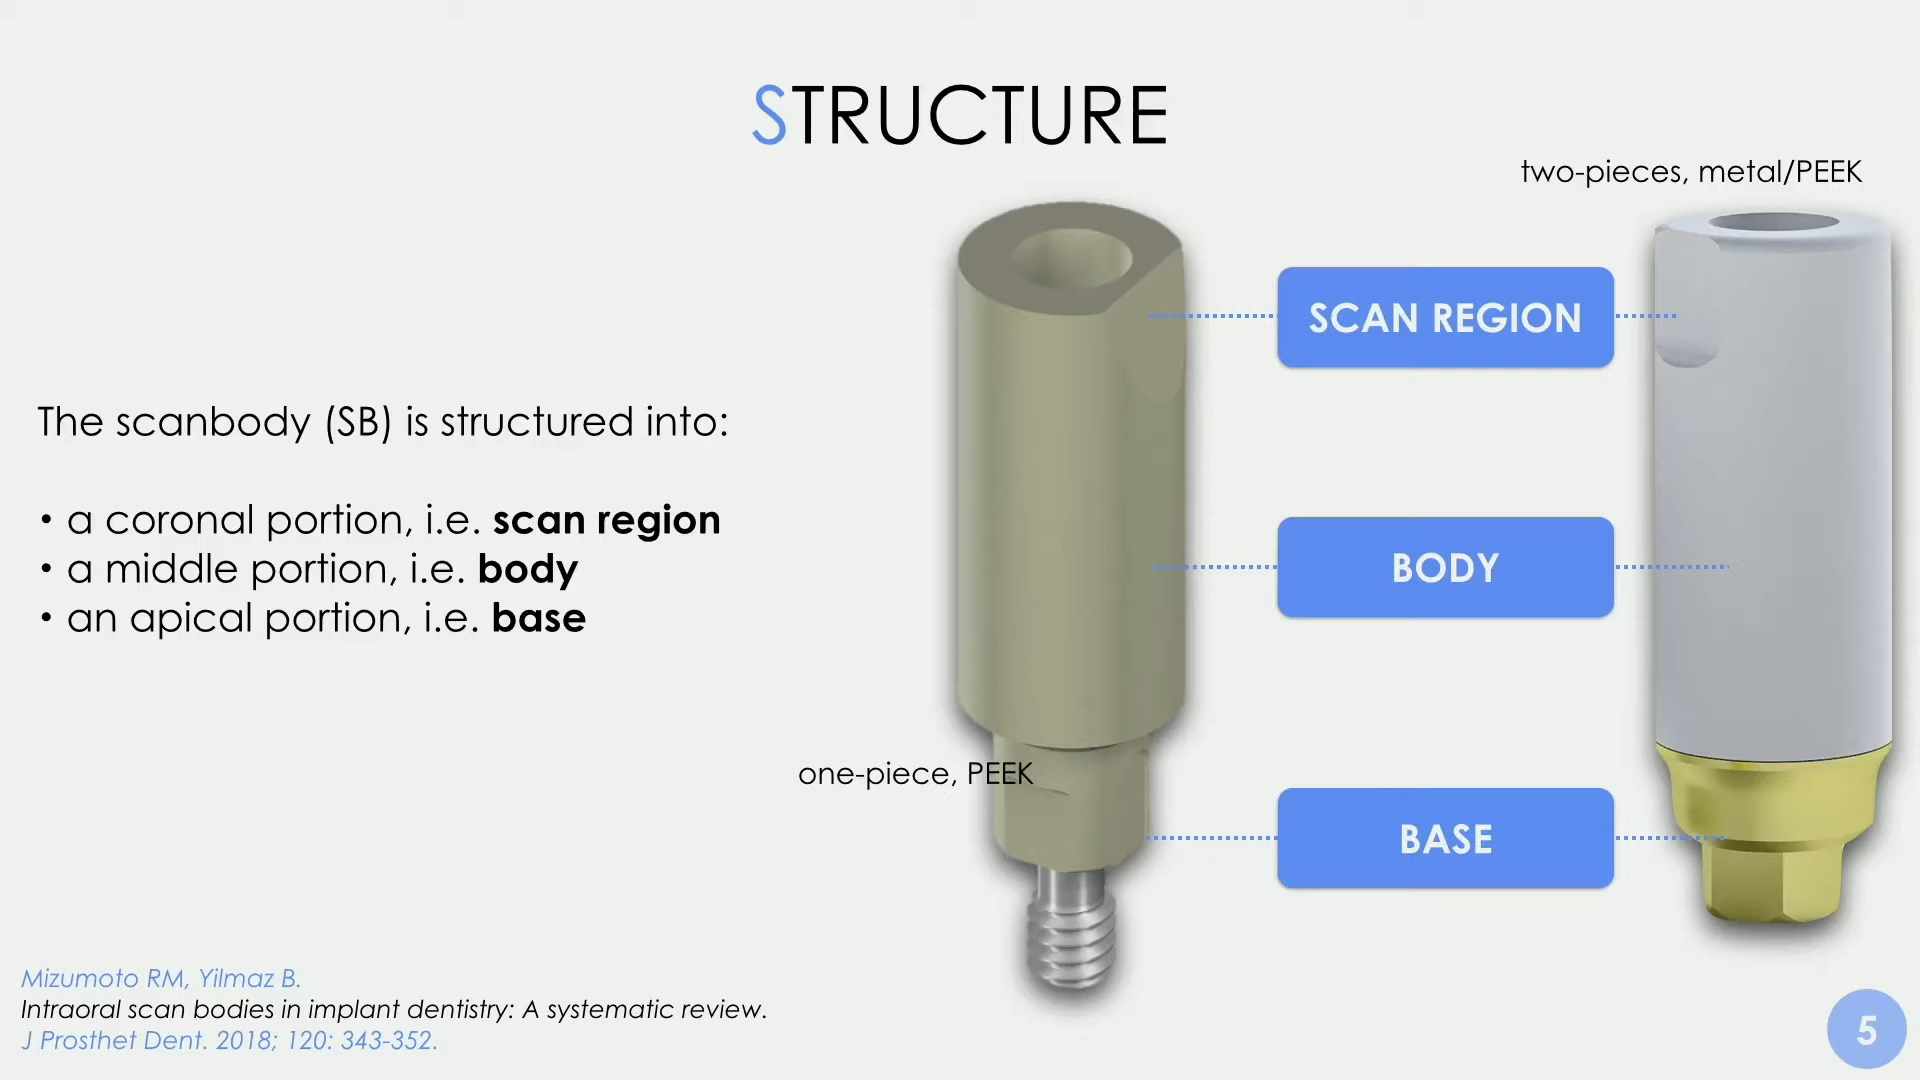 STRUCTURE
two-pieces, metal/PEEK
SCAN REGION
The scanbody (SB) is structured into:
• a coronal portion, i.e. scan region
• a middle portion, i.e. body
• an apical portion, i.e. base
BODY
one-piece, PEEK
BASE
Mizumoto RM, Yilmaz B.
Intraoral scan bodies in implant dentistry: A systematic review.
J Prosthet Dent. 2018; 120: 343-352.
5